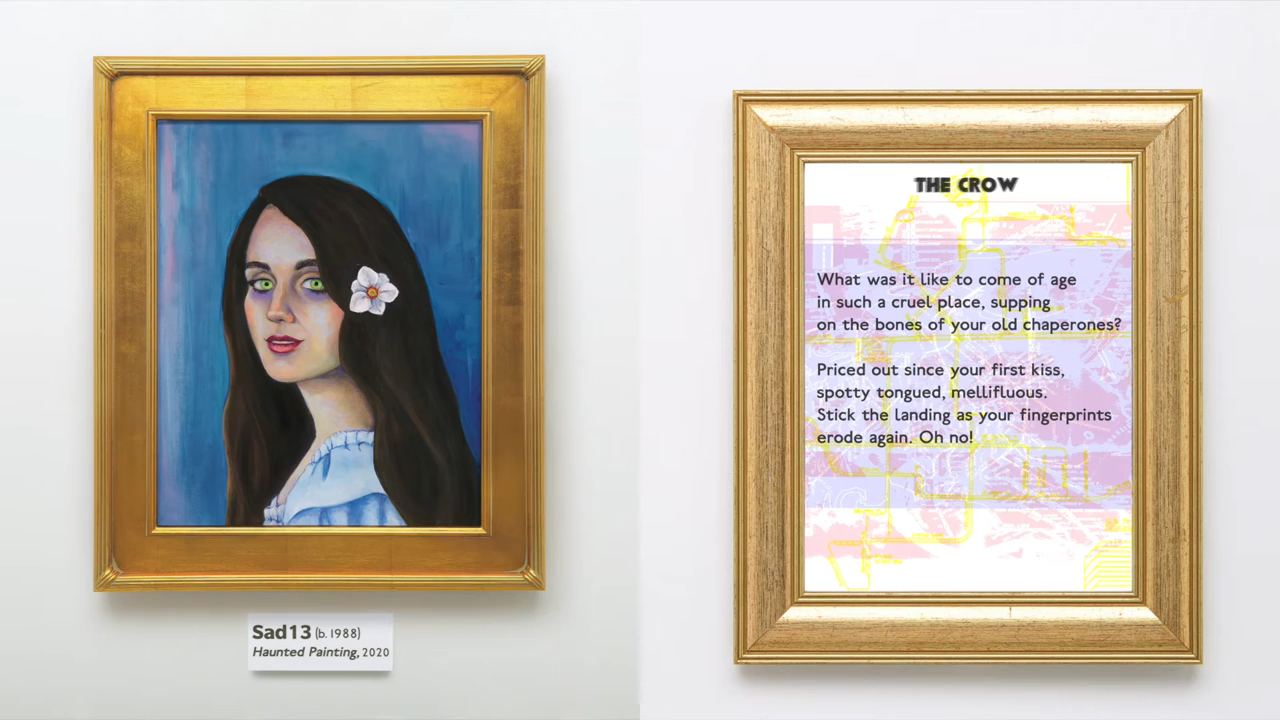 Sad13 (b. 1988)
Haunted Painting, 2020
THE CROW
What was it like to come of age
in such a cruel place, supping
on the bones of your old chaperones?
Priced out since your first kiss,
spotty tongued, mellifluous.
Stick the landing as your fingerprints
erode again. Oh no!